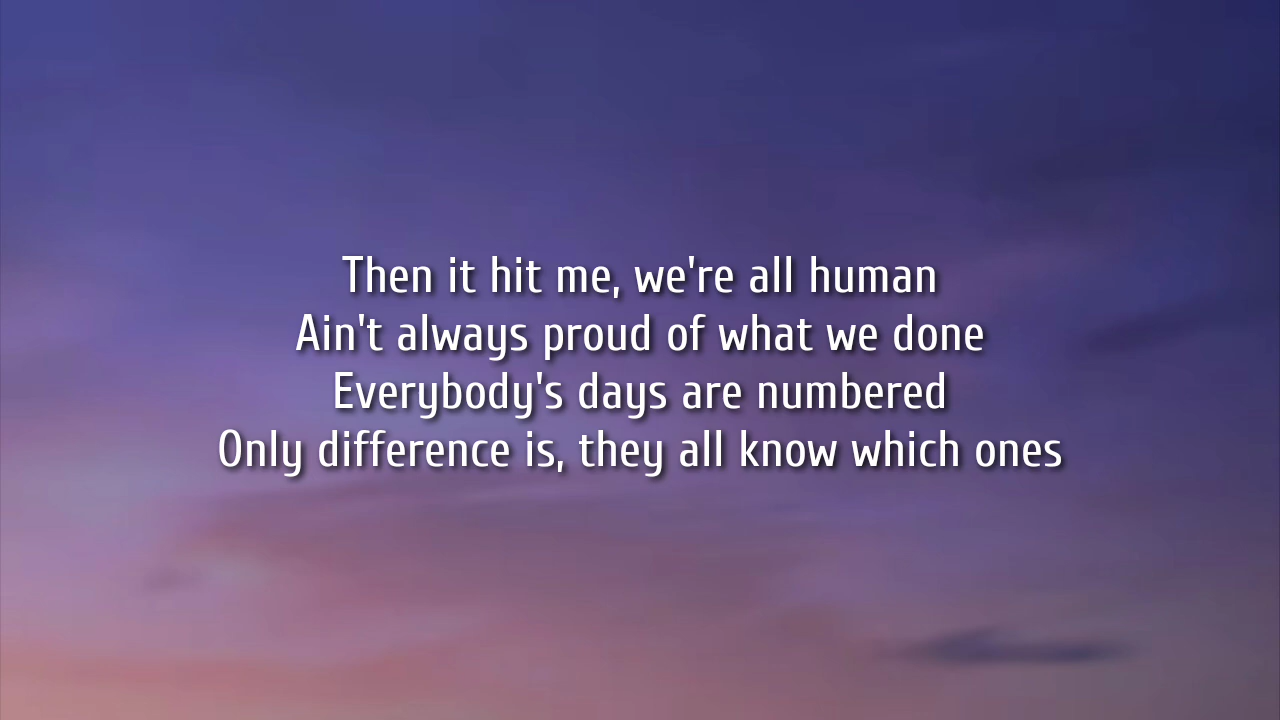 Then it hit me, we're all human
Ain't always proud of what we done
Everybody's days are numbered
Only difference is, they all know which ones